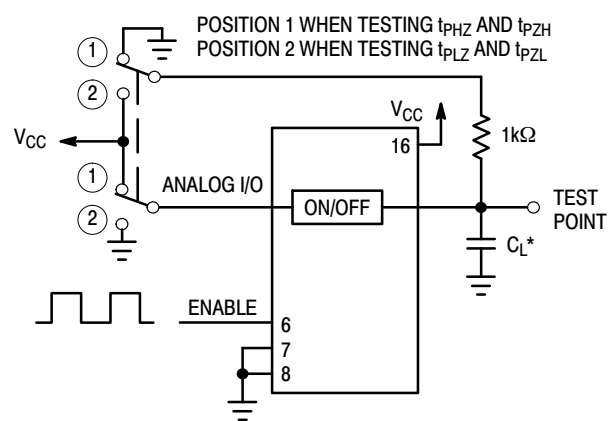 POSITION 1 WHEN TESTING tPHZ AND tPZH
POSITION 2 WHEN TESTING tPLZ AND tPZL
1
2
VCC
VCC
16
1kΩ
1
ANALOG I/O
ON/OFF
TEST
POINT
2
CL*
ENABLE
6
7
8